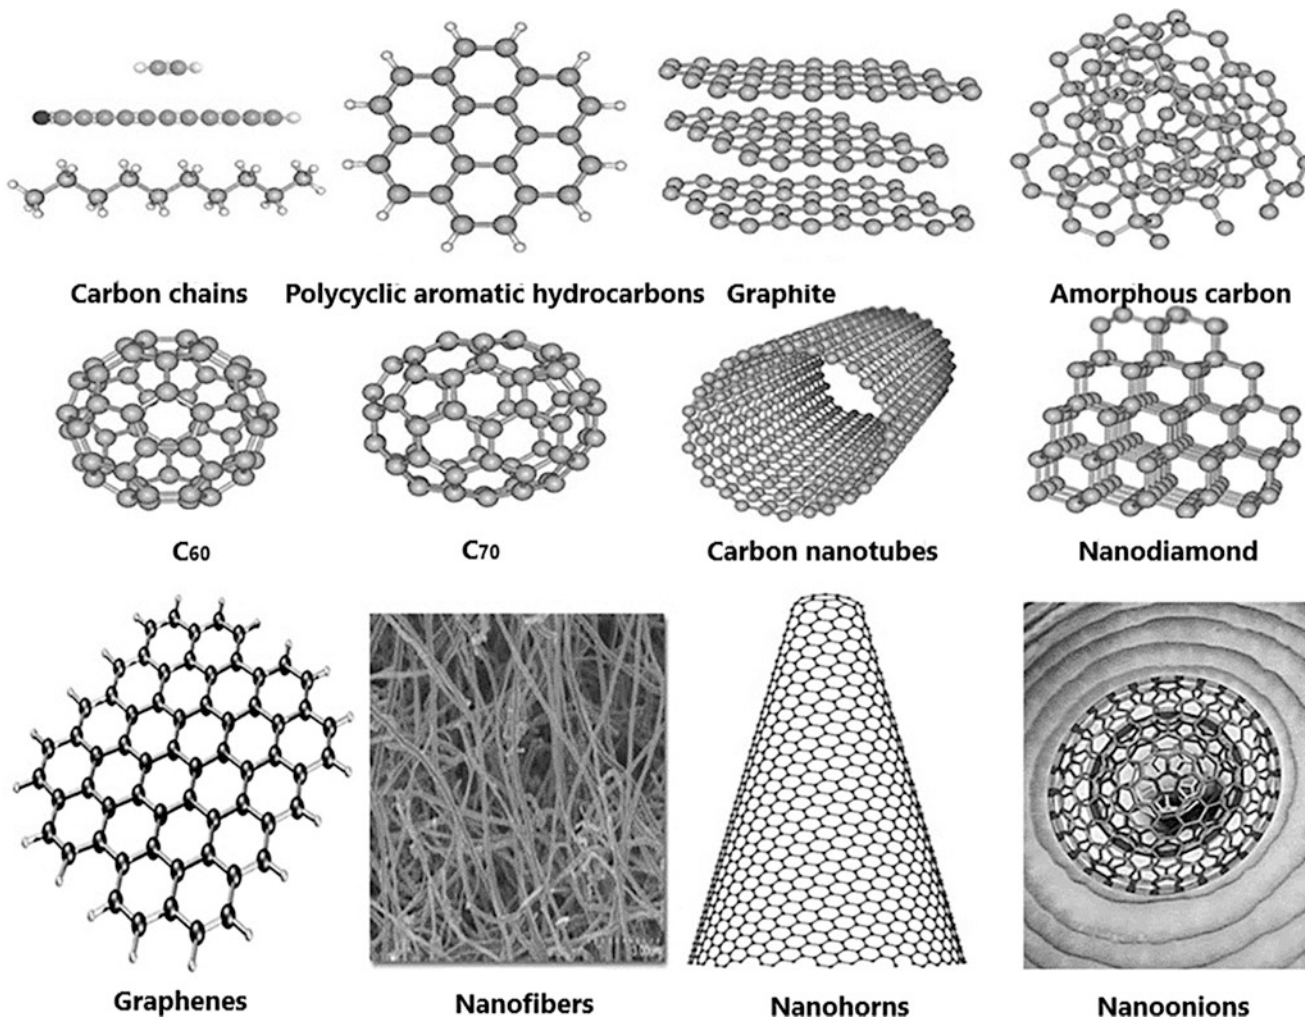 Carbon chains
Polycyclic aromatic hydrocarbons
Graphite
Amorphous carbon
C60
C70
Carbon nanotubes
Nanodiamond
Graphenes
Nanofibers
Nanohorns
Nanoonions